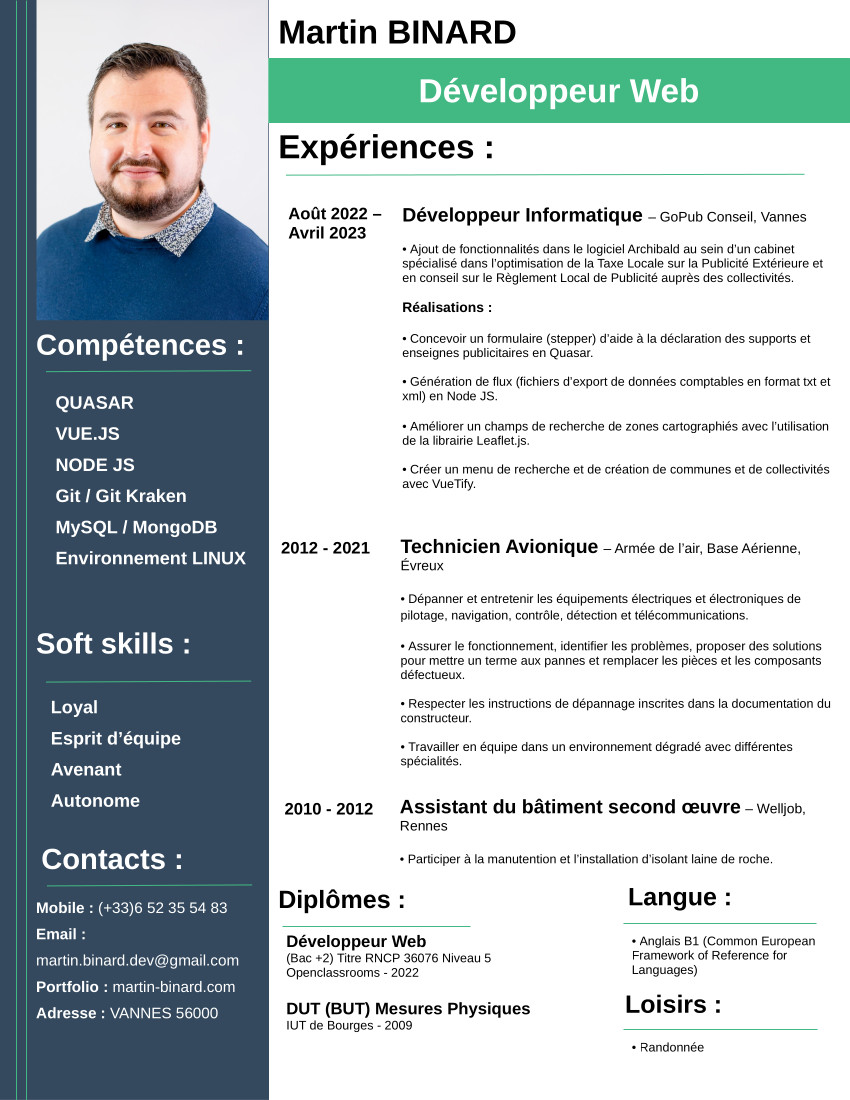 Martin BINARD
Développeur Web
Expériences :
Août 2022 –
Avril 2023
Développeur Informatique – GoPub Conseil, Vannes
• Ajout de fonctionnalités dans le logiciel Archibald au sein d'un cabinet
spécialisé dans l'optimisation de la Taxe Locale sur la Publicité Extérieure et
en conseil sur le Règlement Local de Publicité auprès des collectivités.
Réalisations :
• Concevoir un formulaire (stepper) d'aide à la déclaration des supports et
enseignes publicitaires en Quasar.
• Génération de flux (fichiers d'export de données comptables en format txt et
xml) en Node JS.
• Améliorer un champs de recherche de zones cartographiés avec l'utilisation
de la librairie Leaflet.js.
• Créer un menu de recherche et de création de communes et de collectivités
avec VueTify.
2012 - 2021
Technicien Avionique – Armée de l'air, Base Aérienne,
Évreux
• Dépanner et entretenir les équipements électriques et électroniques de
pilotage, navigation, contrôle, détection et télécommunications.
• Assurer le fonctionnement, identifier les problèmes, proposer des solutions
pour mettre un terme aux pannes et remplacer les pièces et les composants
défectueux.
• Respecter les instructions de dépannage inscrites dans la documentation du
constructeur.
• Travailler en équipe dans un environnement dégradé avec différentes
spécialités.
2010 - 2012
Assistant du bâtiment second œuvre – Welljob,
Rennes
• Participer à la manutention et l'installation d'isolant laine de roche.
Diplômes :
Développeur Web
(Bac +2) Titre RNCP 36076 Niveau 5
Openclassrooms - 2022
DUT (BUT) Mesures Physiques
IUT de Bourges - 2009
Langue :
• Anglais B1 (Common European
Framework of Reference for
Languages)
Loisirs :
• Randonnée
Compétences :
QUASAR
VUE.JS
NODE JS
Git / Git Kraken
MySQL / MongoDB
Environnement LINUX
Soft skills :
Loyal
Esprit d'équipe
Avenant
Autonome
Contacts :
Mobile : (+33)6 52 35 54 83
Email :
martin.binard.dev@gmail.com
Portfolio : martin-binard.com
Adresse : VANNES 56000